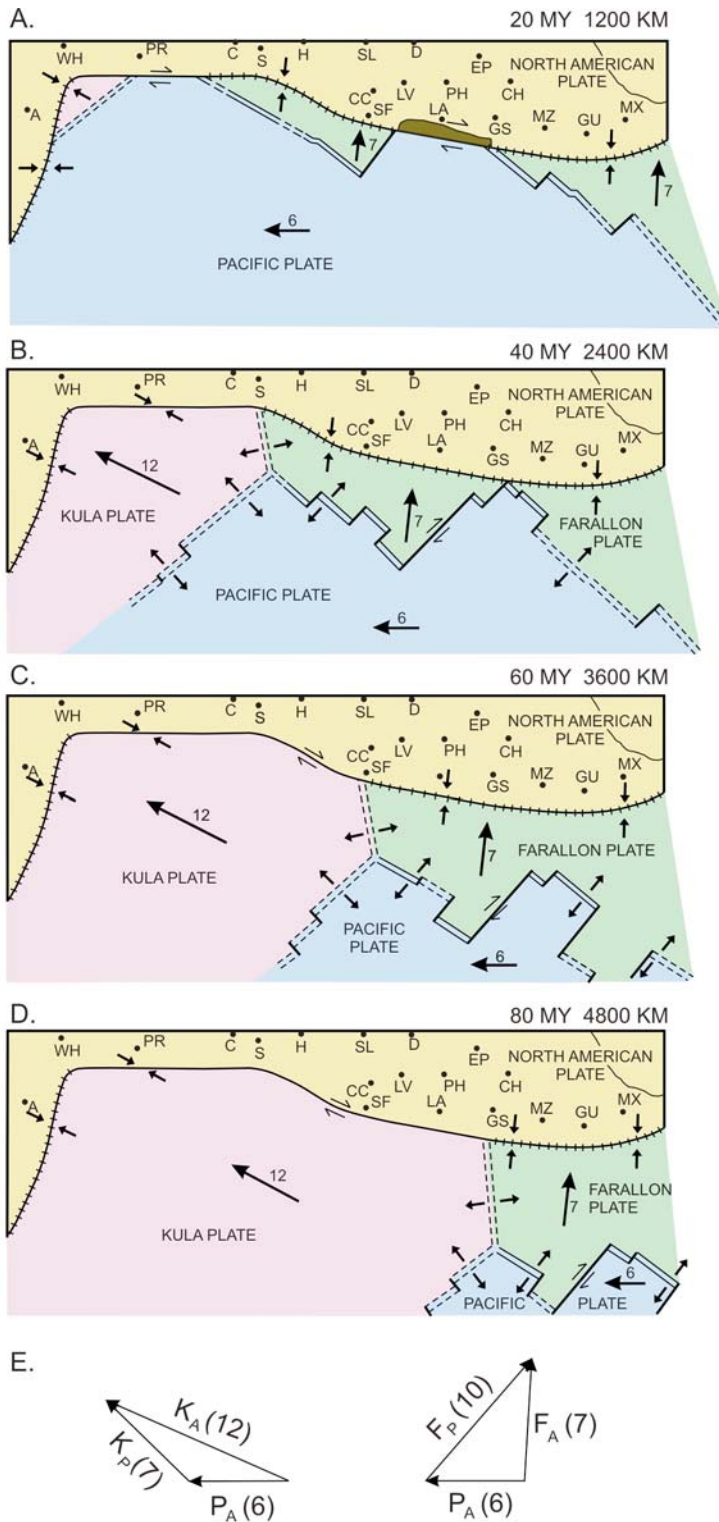 A.
20 MY 1200 KM
WH PR C S H SL D EP NORTH AMERICAN
PLATE
A CC SF LV LA PH GS CH MZ GU MX
7
7
6
PACIFIC PLATE
B.
40 MY 2400 KM
WH PR C S H SL D EP NORTH AMERICAN
PLATE
A CC SF LV LA PH GS CH MZ GU MX
12
KULA PLATE
7
FARALLON
PLATE
PACIFIC PLATE
6
C.
60 MY 3600 KM
WH PR C S H SL D EP NORTH AMERICAN
PLATE
A CC SF LV PH GS CH MZ GU MX
12
KULA PLATE
7
FARALLON PLATE
PACIFIC
PLATE
6
D.
80 MY 4800 KM
WH PR C S H SL D EP NORTH AMERICAN
PLATE
A CC SF LV LA PH GS CH MZ GU MX
12
KULA PLATE
7
FARALLON
PLATE
6
PACIFIC PLATE
E.
KA (12)
KP (7)
PA (6)
FP (10)
FA (7)
PA (6)